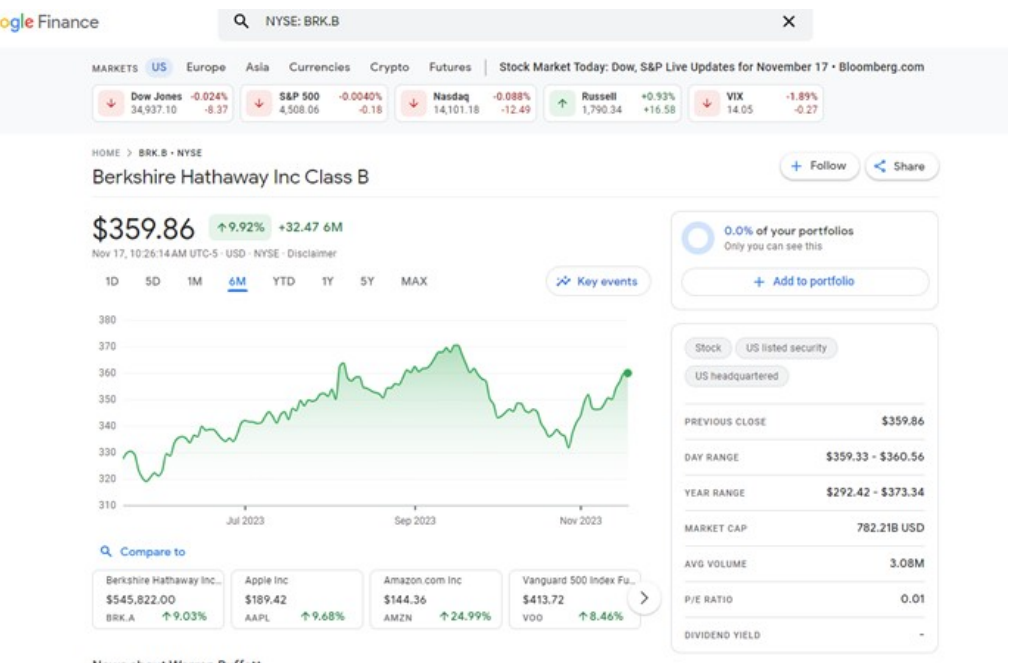 ogle Finance
NYSE: BRK.B
MARKETS US Europe Asia Currencies Crypto Futures Stock Market Today: Dow, S&P Live Updates for November 17 • Bloomberg.com
Dow Jones -0.024%
34,937.10 -8.37
S&P 500 -0.0040%
4,508.06 -0.18
Nasdaq -0.088%
14,101.18 -12.49
Russell +0.93%
1,790.34 +16.58
VIX -1.89%
14.05 -0.27
HOME > BRK.B • NYSE
Berkshire Hathaway Inc Class B
+ Follow
Share
$359.86 ↑9.92% +32.47 6M
Nov 17, 10:26:14 AM UTC-5 · USD · NYSE · Disclaimer
1D 5D 1M 6M YTD 1Y 5Y MAX
Key events
380
370
360
350
340
330
320
310
Jul 2023 Sep 2023 Nov 2023
Compare to
Berkshire Hathaway Inc...
$545,822.00
BRK.A ↑9.03%
Apple Inc
$189.42
AAPL ↑9.68%
Amazon.com Inc
$144.36
AMZN ↑24.99%
Vanguard 500 Index Fu...
$413.72
VOO ↑8.46%
0.0% of your portfolios
Only you can see this
+ Add to portfolio
Stock US listed security
US headquartered
PREVIOUS CLOSE $359.86
DAY RANGE $359.33 - $360.56
YEAR RANGE $292.42 - $373.34
MARKET CAP 782.21B USD
AVG VOLUME 3.08M
P/E RATIO 0.01
DIVIDEND YIELD -